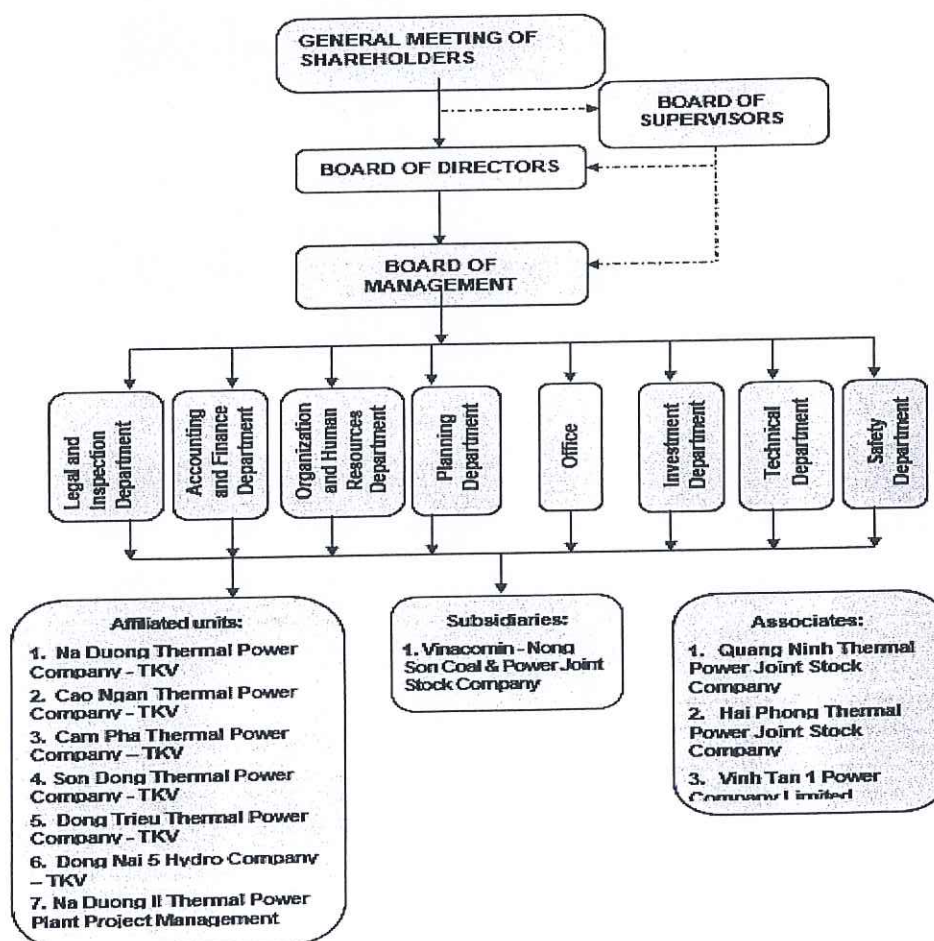 GENERAL MEETING OF
SHAREHOLDERS
BOARD OF
SUPERVISORS
BOARD OF DIRECTORS
BOARD OF
MANAGEMENT
Legal and
Inspection
Department
Accounting
and Finance
Department
Organization
and Human
Resources
Department
Planning
Department
Office
Investment
Department
Technical
Department
Safety
Department
Affiliated units:
1. Na Duong Thermal Power
Company - TKV
2. Cao Ngan Thermal Power
Company - TKV
3. Cam Pha Thermal Power
Company – TKV
4. Son Dong Thermal Power
Company - TKV
5. Dong Trieu Thermal Power
Company - TKV
6. Dong Nai 5 Hydro Company
– TKV
7. Na Duong II Thermal Power
Plant Project Management
Subsidiaries:
1. Vinacomin - Nong
Son Coal & Power Joint
Stock Company
Associates:
1. Quang Ninh Thermal
Power Joint Stock
Company
2. Hai Phong Thermal
Power Joint Stock
Company
3. Vinh Tan 1 Power
Company Limited